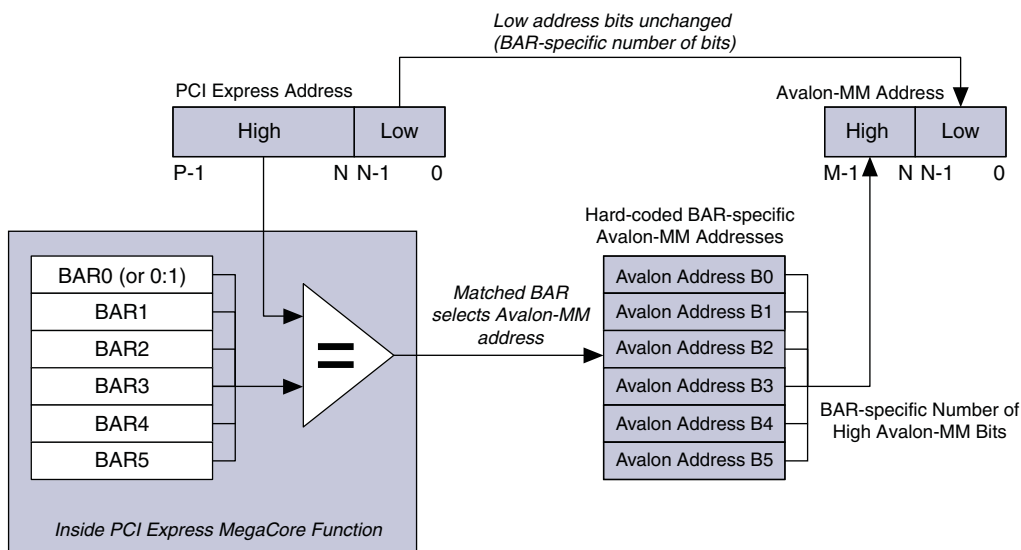 Low address bits unchanged
(BAR-specific number of bits)
PCI Express Address
Avalon-MM Address
High Low
High Low
P-1 N N-1 0
M-1 N N-1 0
Hard-coded BAR-specific
Avalon-MM Addresses
BAR0 (or 0:1)
BAR1
BAR2
BAR3
BAR4
BAR5
=
Inside PCI Express MegaCore Function
Matched BAR
selects Avalon-MM
address
Avalon Address B0
Avalon Address B1
Avalon Address B2
Avalon Address B3
Avalon Address B4
Avalon Address B5
BAR-specific Number of
High Avalon-MM Bits